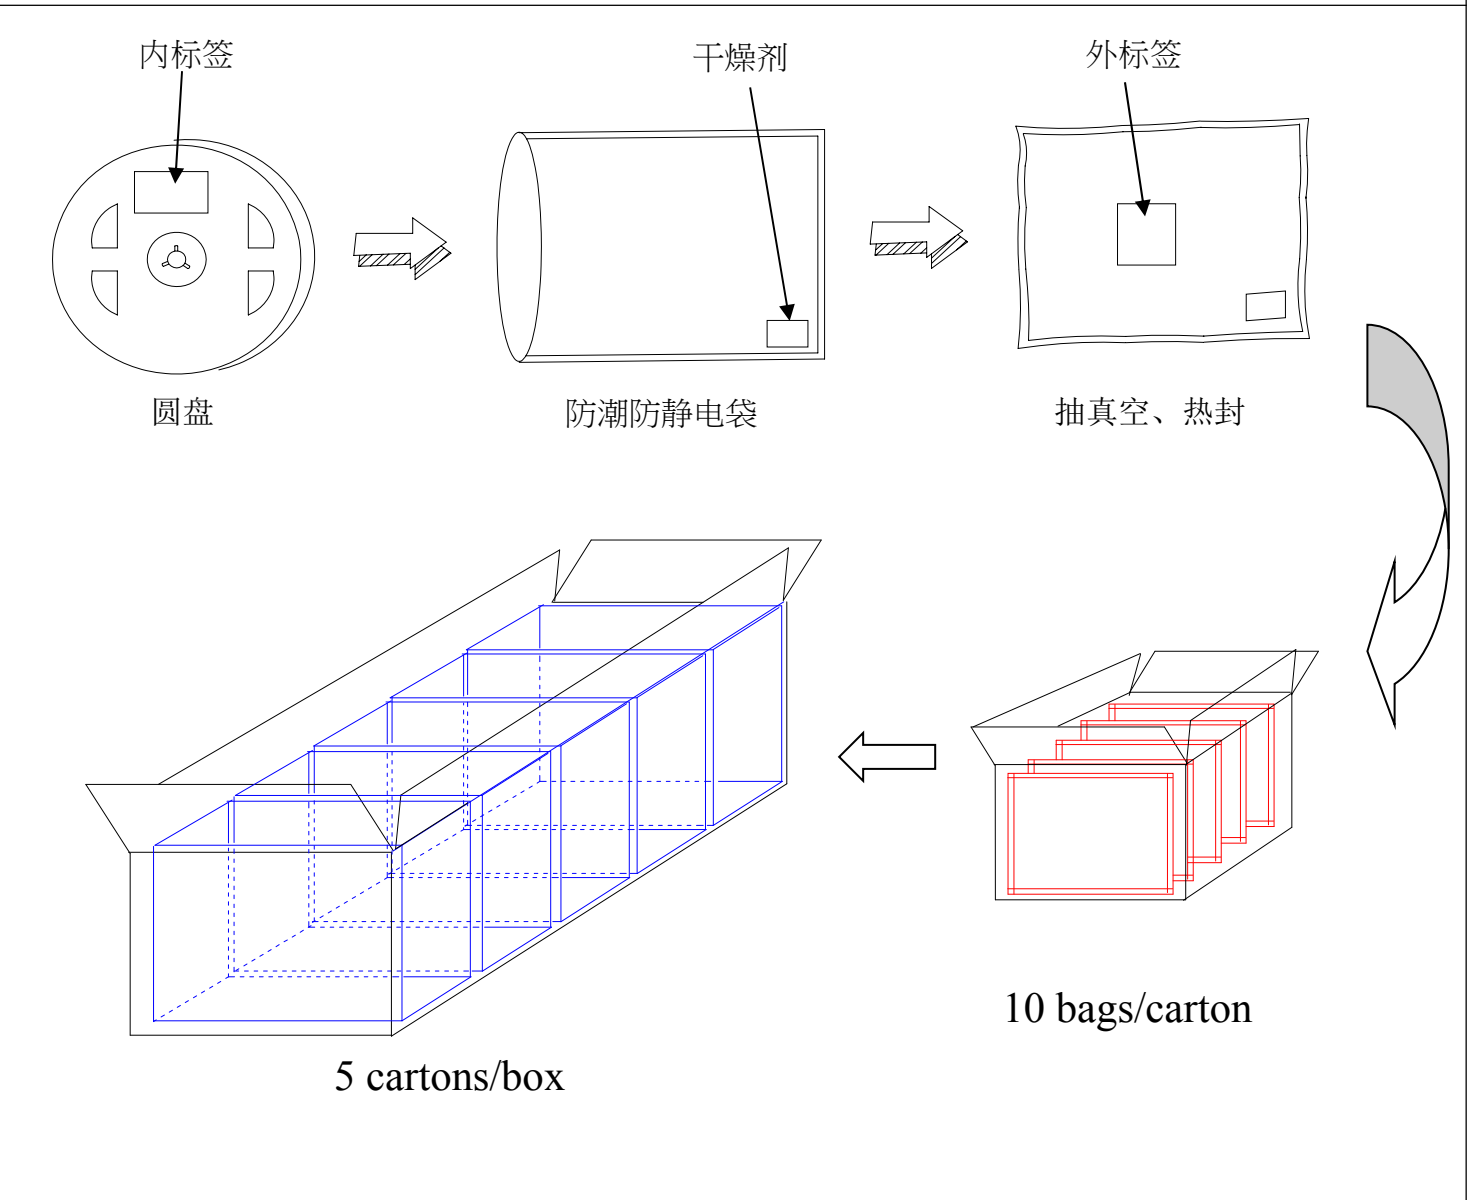 内标签
干燥剂
外标签
圆盘
防潮防静电袋
抽真空、热封
10 bags/carton
5 cartons/box